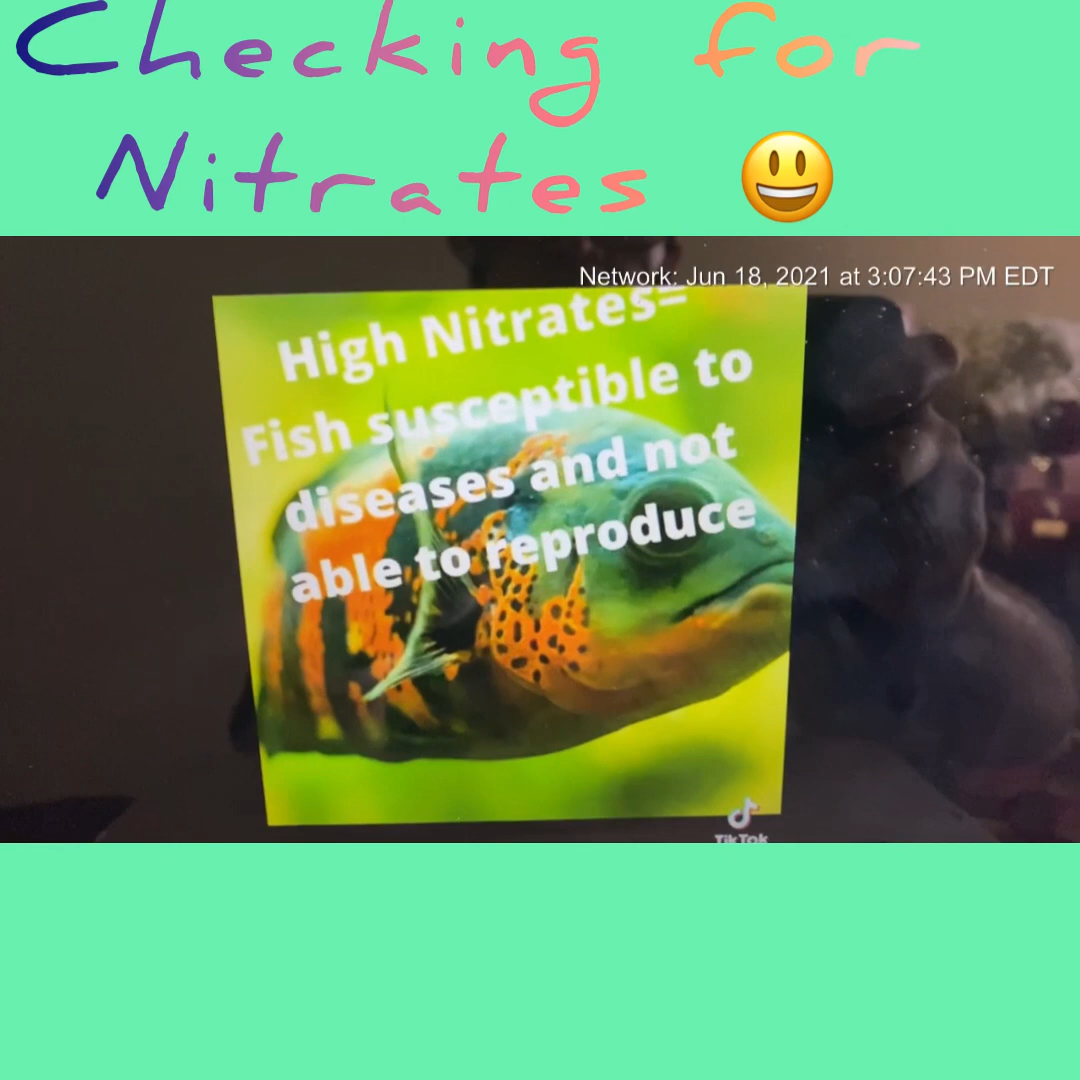 Checking for
Nitrates 😃
Network: Jun 18, 2021 at 3:07:43 PM EDT
High Nitrates=
Fish susceptible to
diseases and not
able to reproduce
TikTok